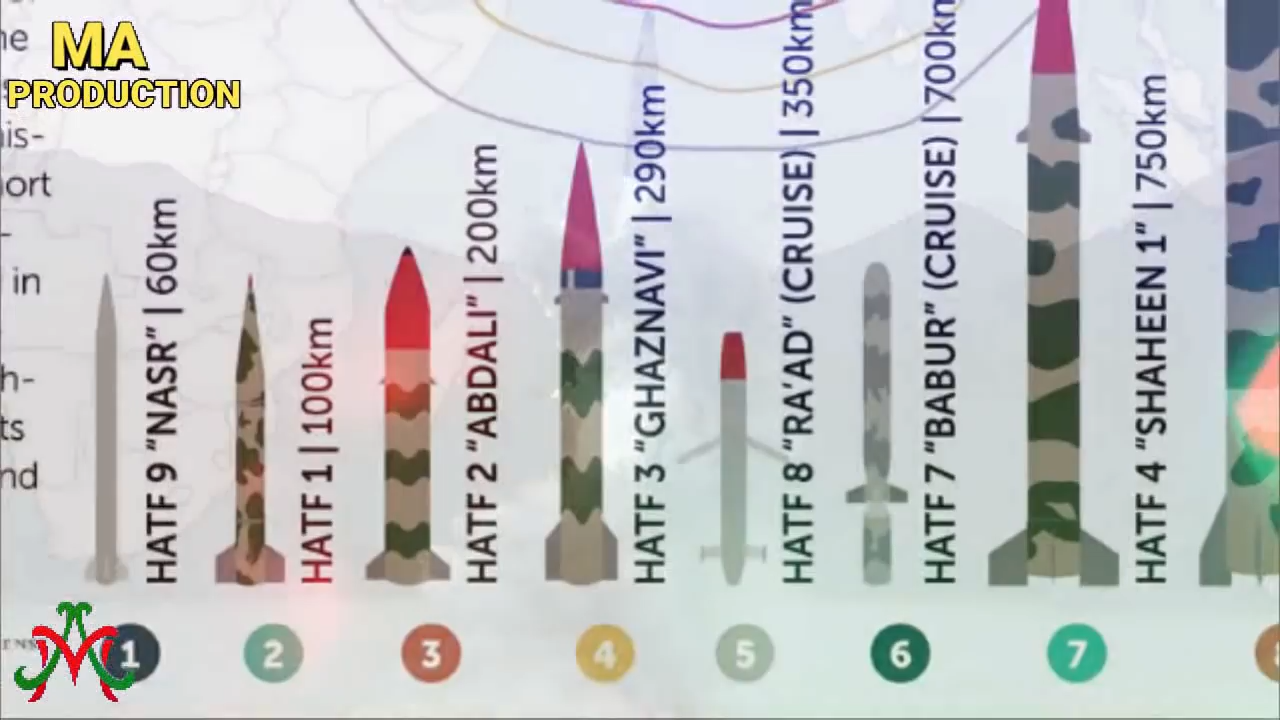 MA
PRODUCTION
in
HATF 9 "NASR" | 60km
HATF 1 | 100km
HATF 2 "ABDALI" | 200km
HATF 3 "GHAZNAVI" | 290km
HATF 8 "RA'AD" (CRUISE) | 350km
HATF 7 "BABUR" (CRUISE) | 700km
HATF 4 "SHAHEEN 1" | 750km
1
2
3
4
5
6
7